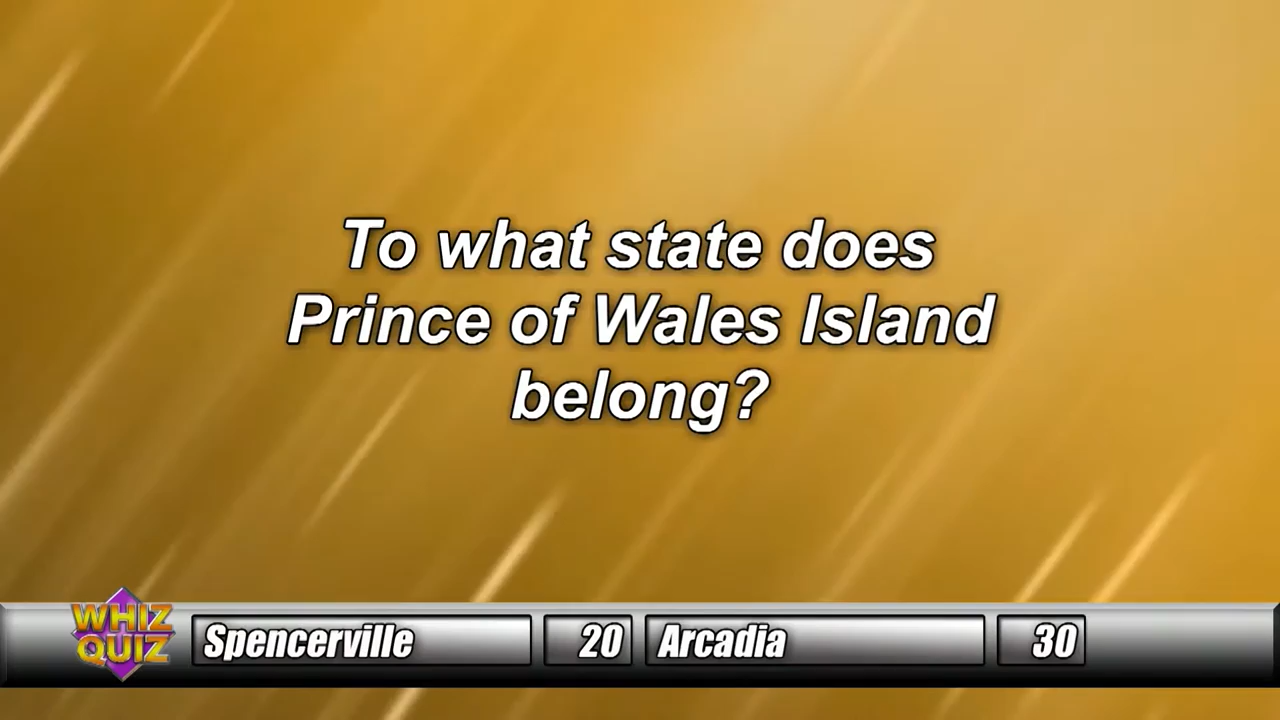 To what state does
Prince of Wales Island
belong?
WHIZ
QUIZ
Spencerville 20 Arcadia 30